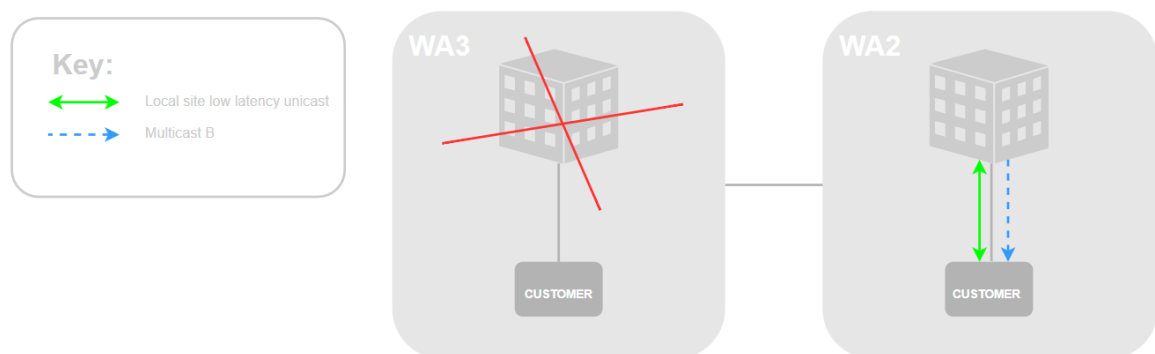 Key:
Local site low latency unicast
Multicast B
WA3
CUSTOMER
WA2
CUSTOMER